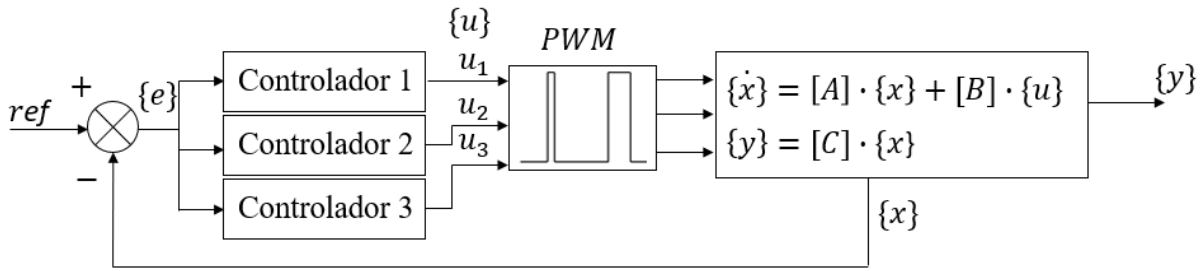 {u}
PWM
+
ref
{e}
−
Controlador 1
Controlador 2
Controlador 3
u₁
u₂
u₃
{ẋ} = [A]·{x} + [B]·{u}
{y} = [C]·{x}
{y}
{x}